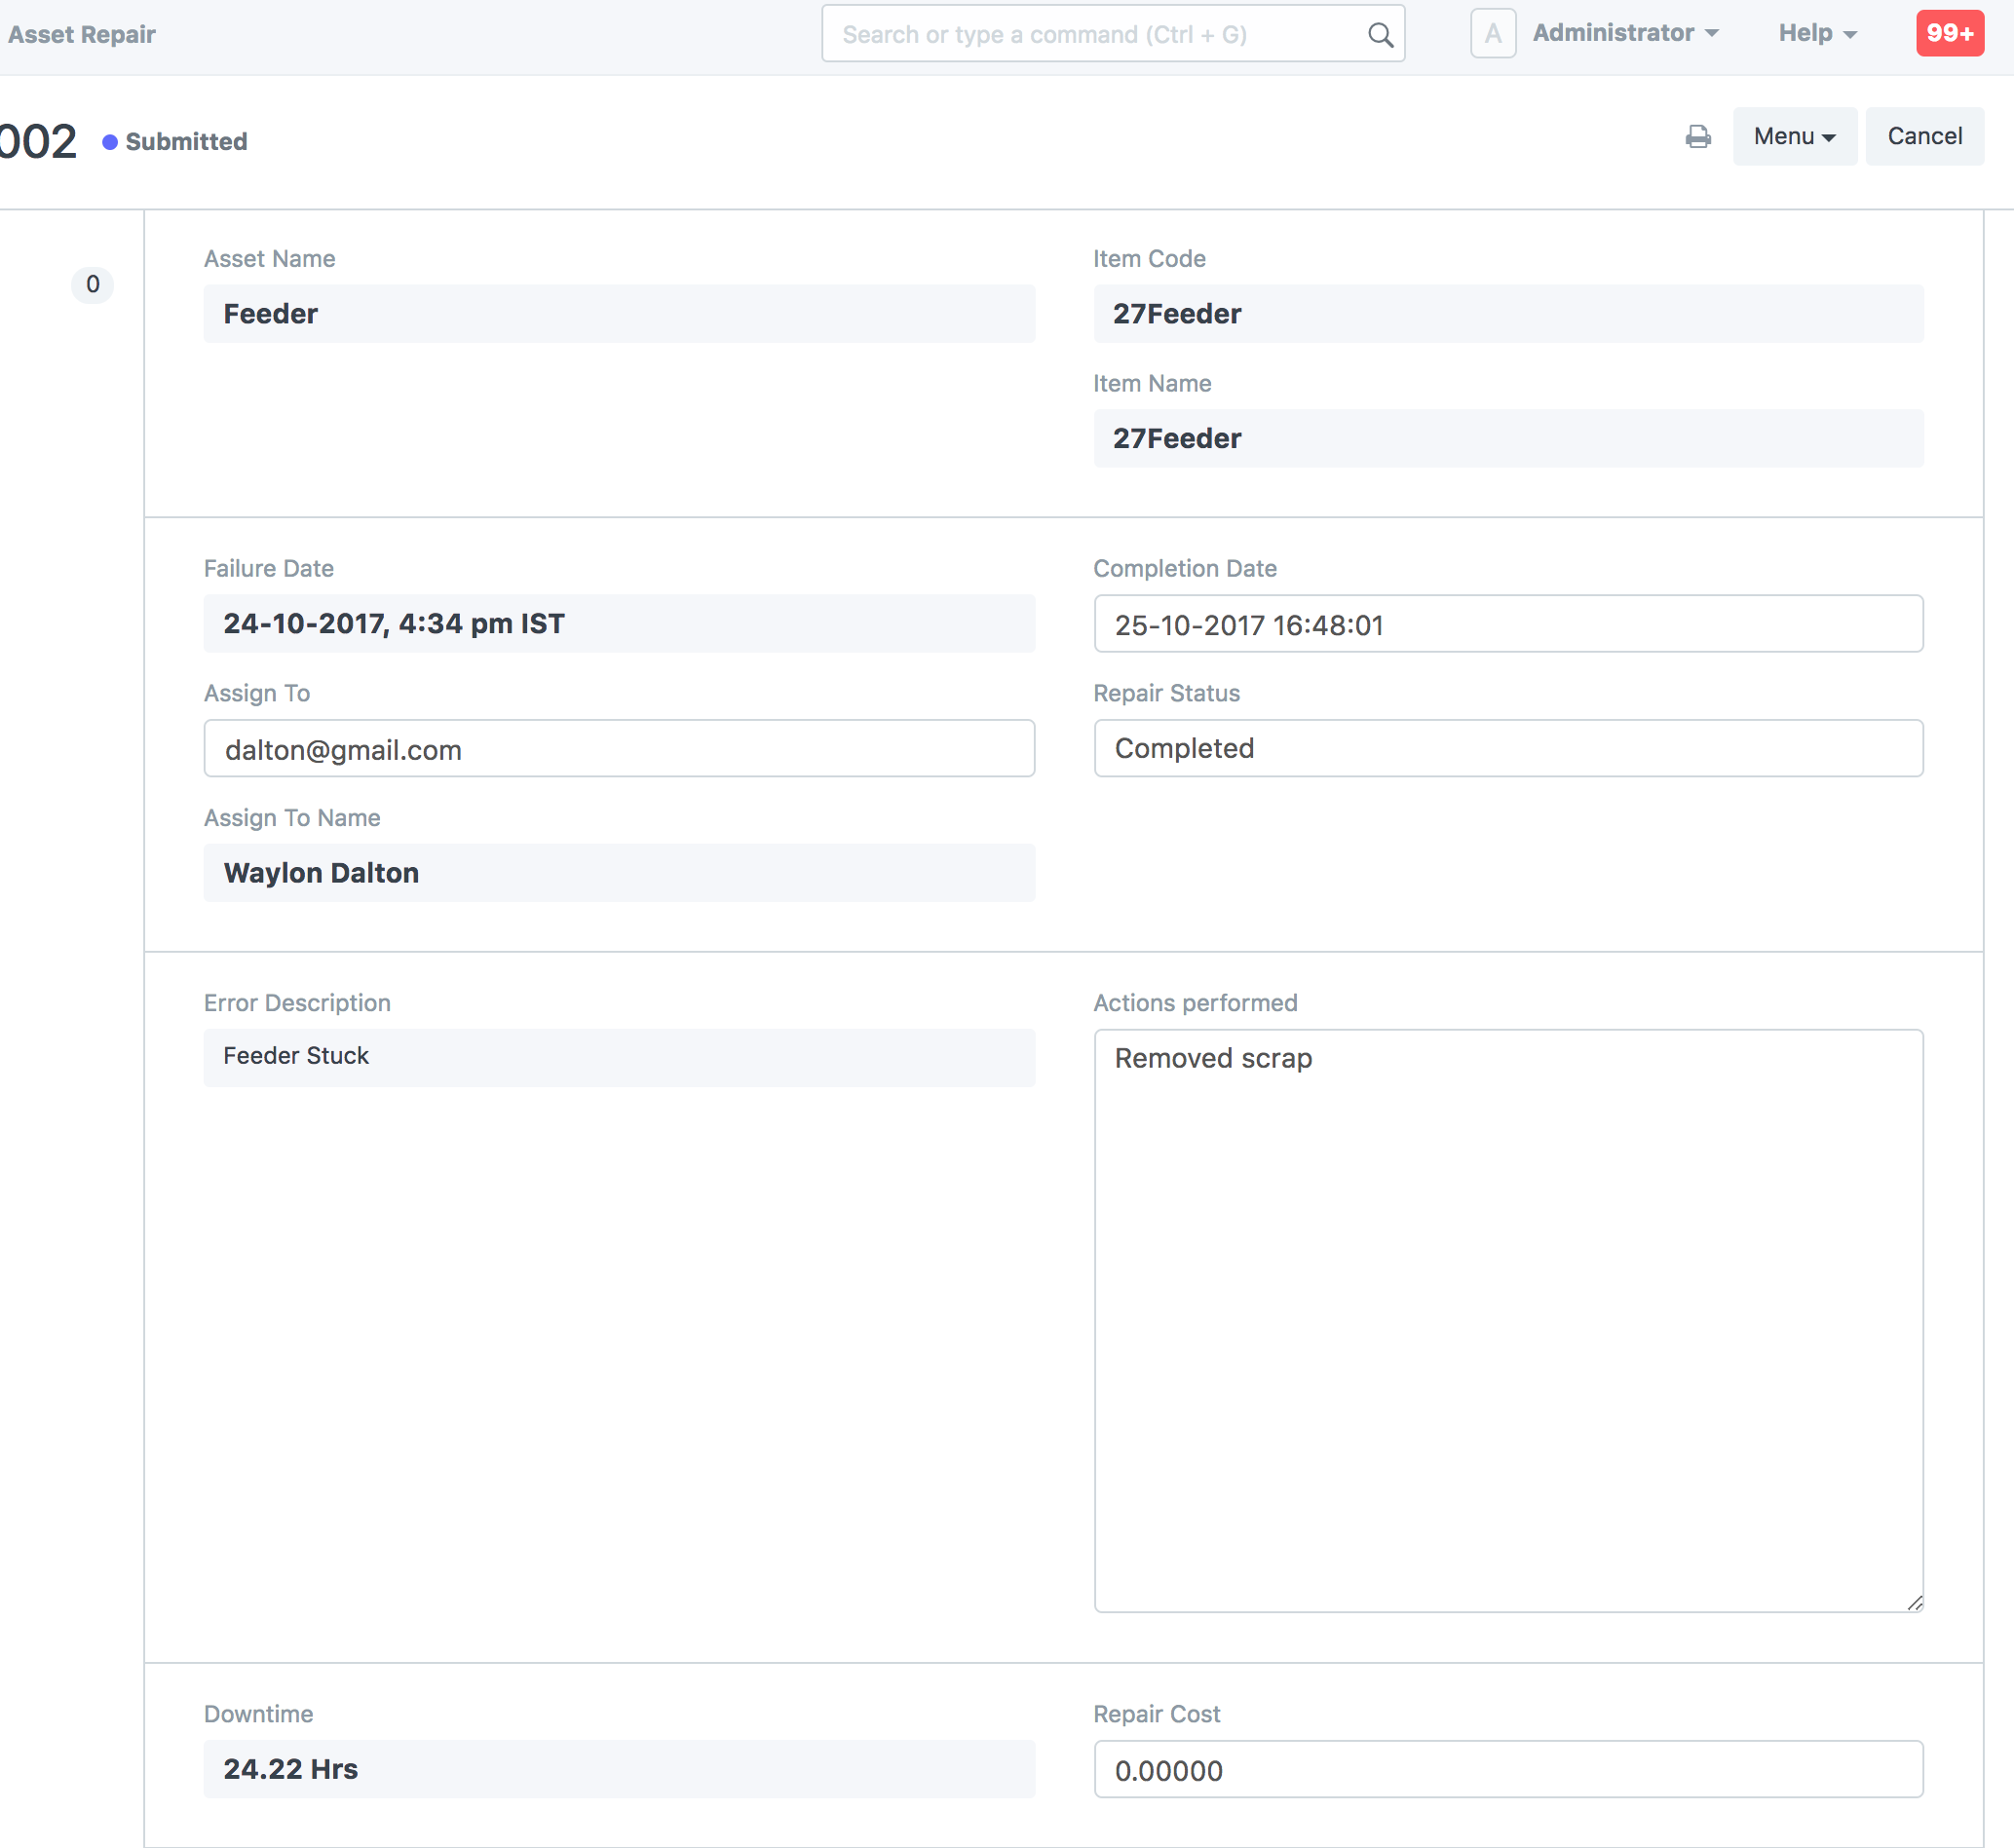 Asset Repair
Search or type a command (Ctrl + G)
A
Administrator
Help
99+
002
Submitted
Menu
Cancel
0
Asset Name
Feeder
Item Code
27Feeder
Item Name
27Feeder
Failure Date
24-10-2017, 4:34 pm IST
Completion Date
25-10-2017 16:48:01
Assign To
dalton@gmail.com
Repair Status
Completed
Assign To Name
Waylon Dalton
Error Description
Feeder Stuck
Actions performed
Removed scrap
Downtime
24.22 Hrs
Repair Cost
0.00000